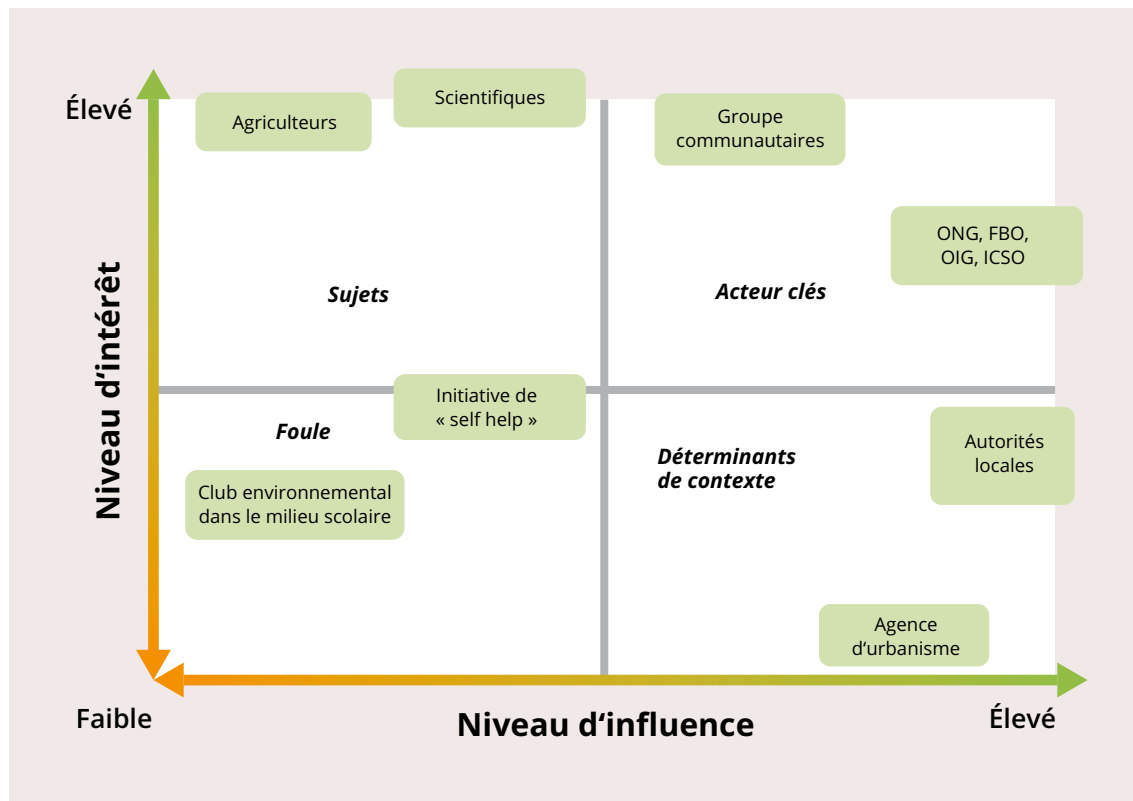 Élevé
Agriculteurs
Scientifiques
Groupe
communautaires
ONG, FBO,
OIG, ICSO
Niveau d‘intérêt
Sujets
Acteur clés
Initiative de
« self help »
Foule
Déterminants
de contexte
Autorités
locales
Club environnemental
dans le milieu scolaire
Agence
d‘urbanisme
Faible
Niveau d‘influence
Élevé